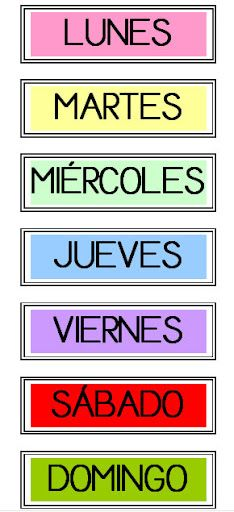 LUNES
MARTES
MIÉRCOLES
JUEVES
VIERNES
SÁBADO
DOMINGO